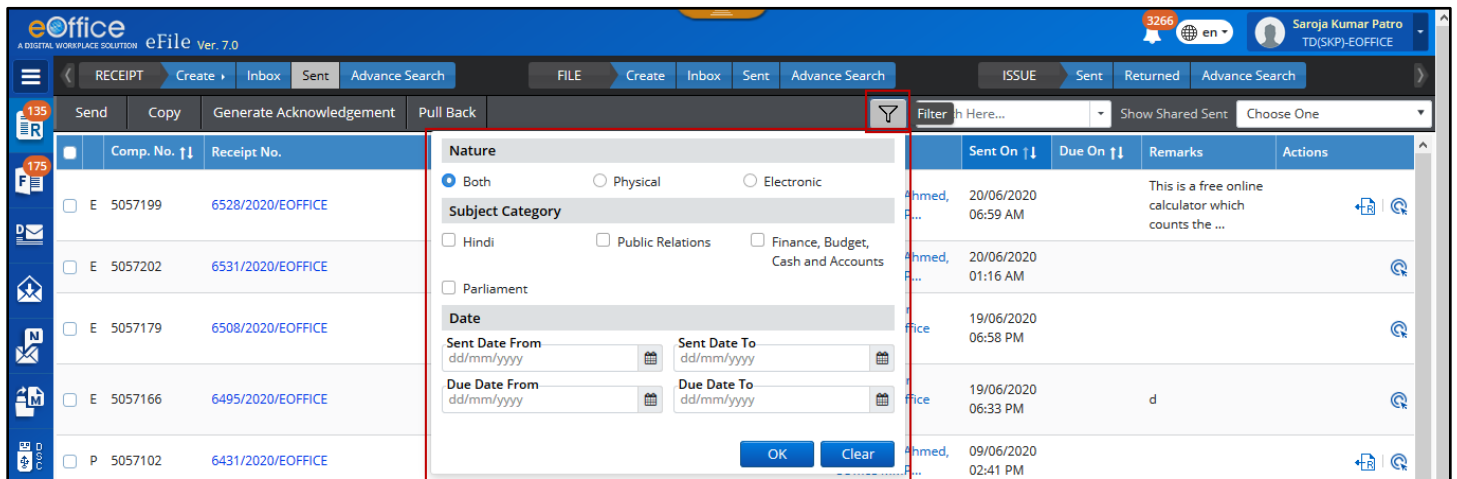 eOffice
A DIGITAL WORKPLACE SOLUTION eFile Ver. 7.0
3266
en
Saroja Kumar Patro
TD(SKP)-EOFFICE
RECEIPT Create Inbox Sent Advance Search FILE Create Inbox Sent Advance Search ISSUE Sent Returned Advance Search
135
R
Send Copy Generate Acknowledgement Pull Back Filter Here... Show Shared Sent Choose One
Comp. No. Receipt No. Sent On Due On Remarks Actions
175
F
Nature
Both Physical Electronic
Subject Category
Hindi Public Relations Finance, Budget,
Cash and Accounts
Parliament
Date
Sent Date From Sent Date To
dd/mm/yyyy dd/mm/yyyy
Due Date From Due Date To
dd/mm/yyyy dd/mm/yyyy
OK Clear
E 5057199 6528/2020/EOFFICE Ahmed, 20/06/2020
06:59 AM
This is a free online
calculator which
counts the ...
R
D
E 5057202 6531/2020/EOFFICE Ahmed, 20/06/2020
01:16 AM
E 5057179 6508/2020/EOFFICE 19/06/2020
06:58 PM
N
E 5057166 6495/2020/EOFFICE 19/06/2020
06:33 PM
d
M
P 5057102 6431/2020/EOFFICE Ahmed, 09/06/2020
02:41 PM
R
DSC